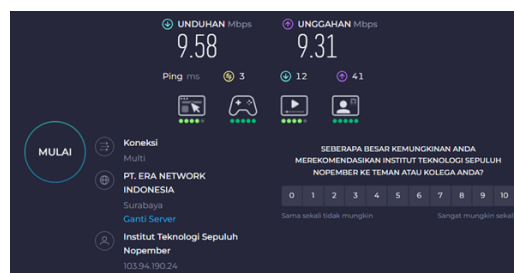 UNDUHAN Mbps
9.58
UNGGAHAN Mbps
9.31
Ping ms 3 12 41
MULAI
Koneksi
Multi
PT. ERA NETWORK
INDONESIA
Surabaya
Ganti Server
Institut Teknologi Sepuluh
Nopember
103.94.190.24
SEBERAPA BESAR KEMUNGKINAN ANDA
MEREKOMENDASIKAN INSTITUT TEKNOLOGI SEPULUH
NOPEMBER KE TEMAN ATAU KOLEGA ANDA?
0 1 2 3 4 5 6 7 8 9 10
Sama sekali tidak mungkin
Sangat mungkin sekali